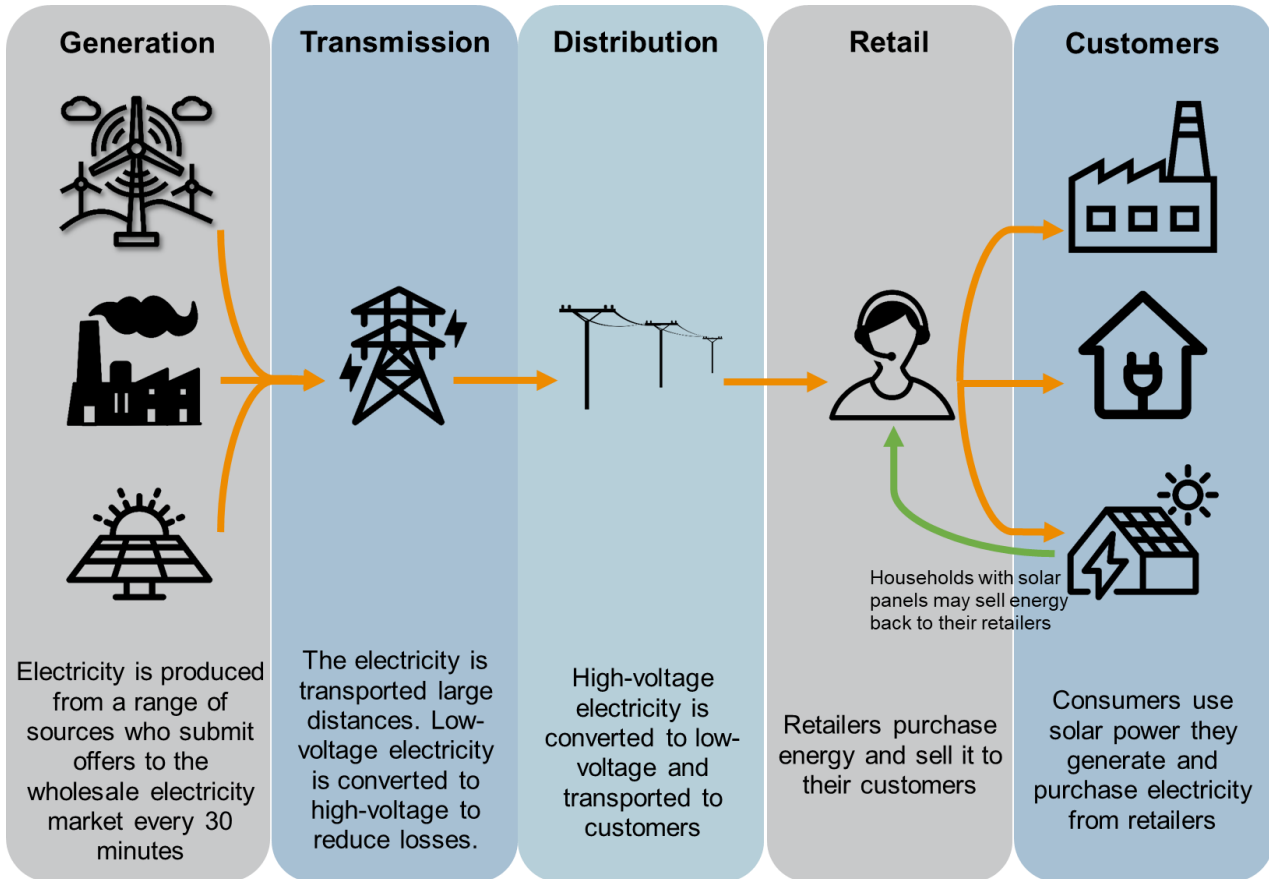 Generation
Transmission
Distribution
Retail
Customers
Households with solar
panels may sell energy
back to their retailers
Electricity is produced
from a range of
sources who submit
offers to the
wholesale electricity
market every 30
minutes
The electricity is
transported large
distances. Low-
voltage electricity
is converted to
high-voltage to
reduce losses.
High-voltage
electricity is
converted to low-
voltage and
transported to
customers
Retailers purchase
energy and sell it to
their customers
Consumers use
solar power they
generate and
purchase electricity
from retailers